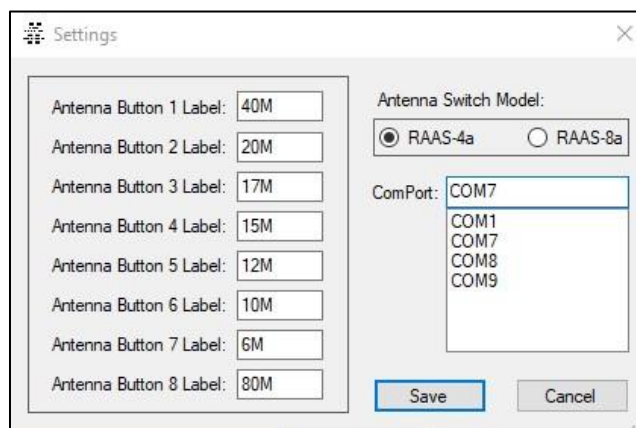 Settings
Antenna Button 1 Label: 40M
Antenna Button 2 Label: 20M
Antenna Button 3 Label: 17M
Antenna Button 4 Label: 15M
Antenna Button 5 Label: 12M
Antenna Button 6 Label: 10M
Antenna Button 7 Label: 6M
Antenna Button 8 Label: 80M
Antenna Switch Model:
RAAS-4a RAAS-8a
ComPort: COM7
COM1
COM7
COM8
COM9
Save Cancel